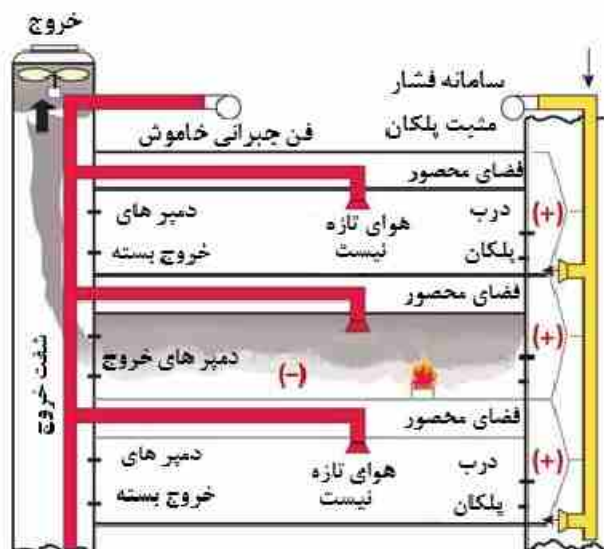 خروج
سامانه فشار
مثبت پلکان
فن جبرانی خاموش
فضای محصور
دمپر های
خروج بسته
هوای تازه
نیست
درب
پلکان
(+)
فضای محصور
دمپر های خروج
(-)
(+)
شفت خروج
فضای محصور
دمپر های
خروج بسته
هوای تازه
نیست
درب
پلکان
(+)